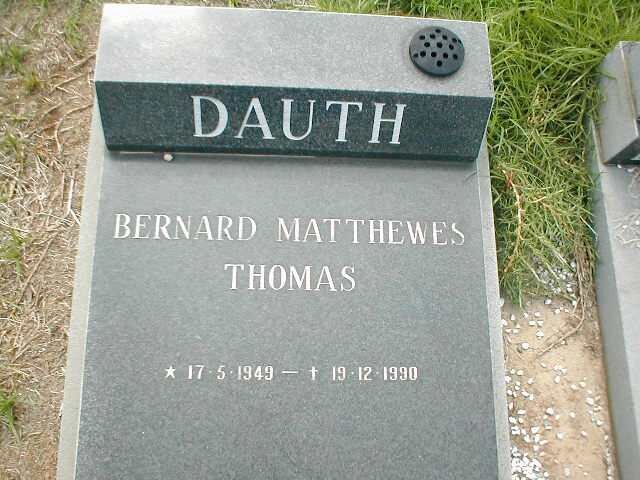 DAUTH
BERNARD MATTHEWES
THOMAS
★ 17·5·1949 — † 19·12·1990